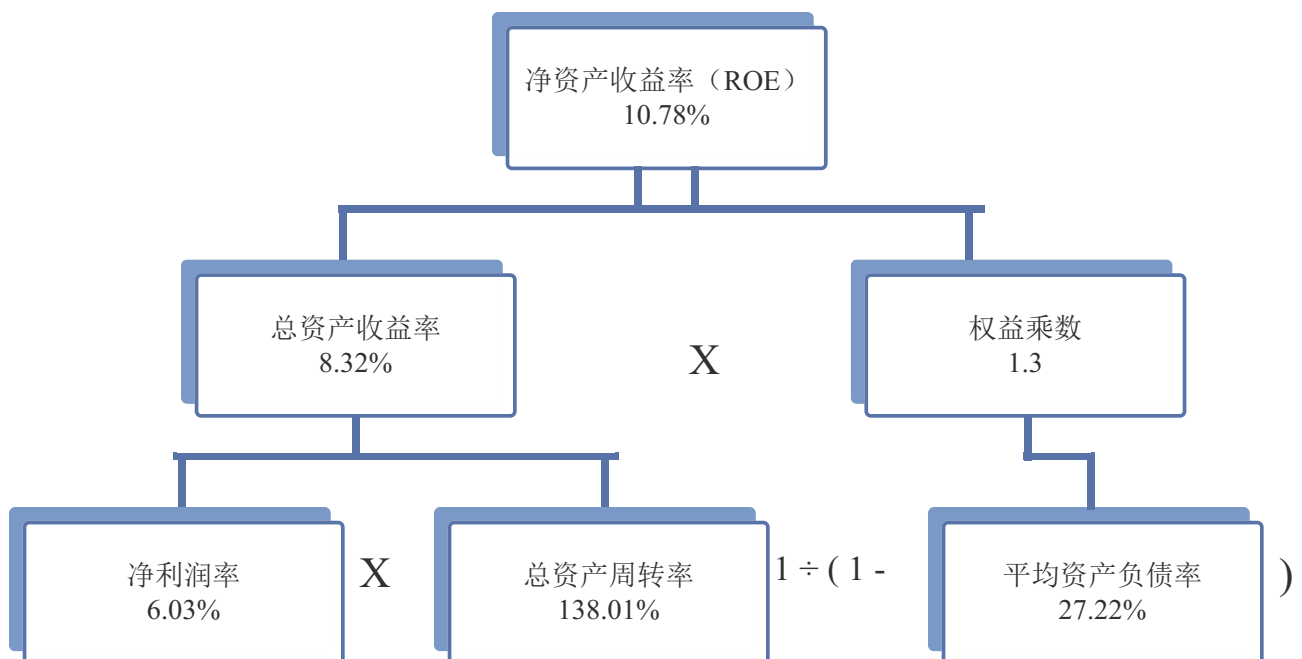 净资产收益率（ROE）
10.78%
总资产收益率
8.32%
X
权益乘数
1.3
净利润率
6.03%
X
总资产周转率
138.01%
1 ÷ ( 1 -
平均资产负债率
27.22%
)